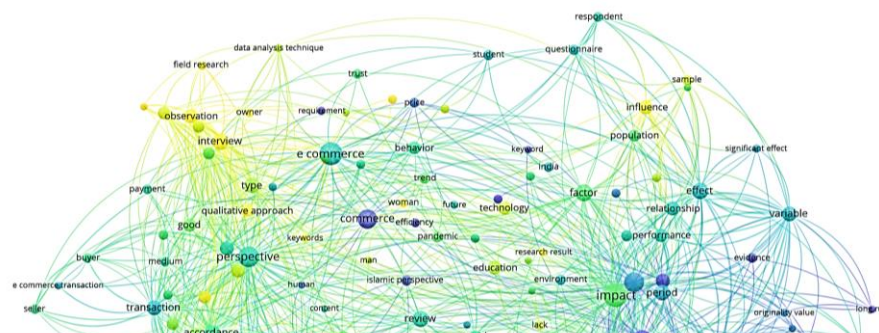 respondent
data analysis technique
student
questionnaire
field research
trust
sample
requirement
price
influence
observation
owner
population
interview
e commerce
behavior
keyword
significant effect
india
payment
type
trend
factor
effect
woman
future
technology
qualitative approach
relationship
variable
commerce
efficiency
good
keywords
pandemic
performance
research result
buyer
medium
perspective
man
education
evidence
e commerce transaction
human
islamic perspective
environment
impact
period
seller
transaction
content
originality value
review
lack
accordance